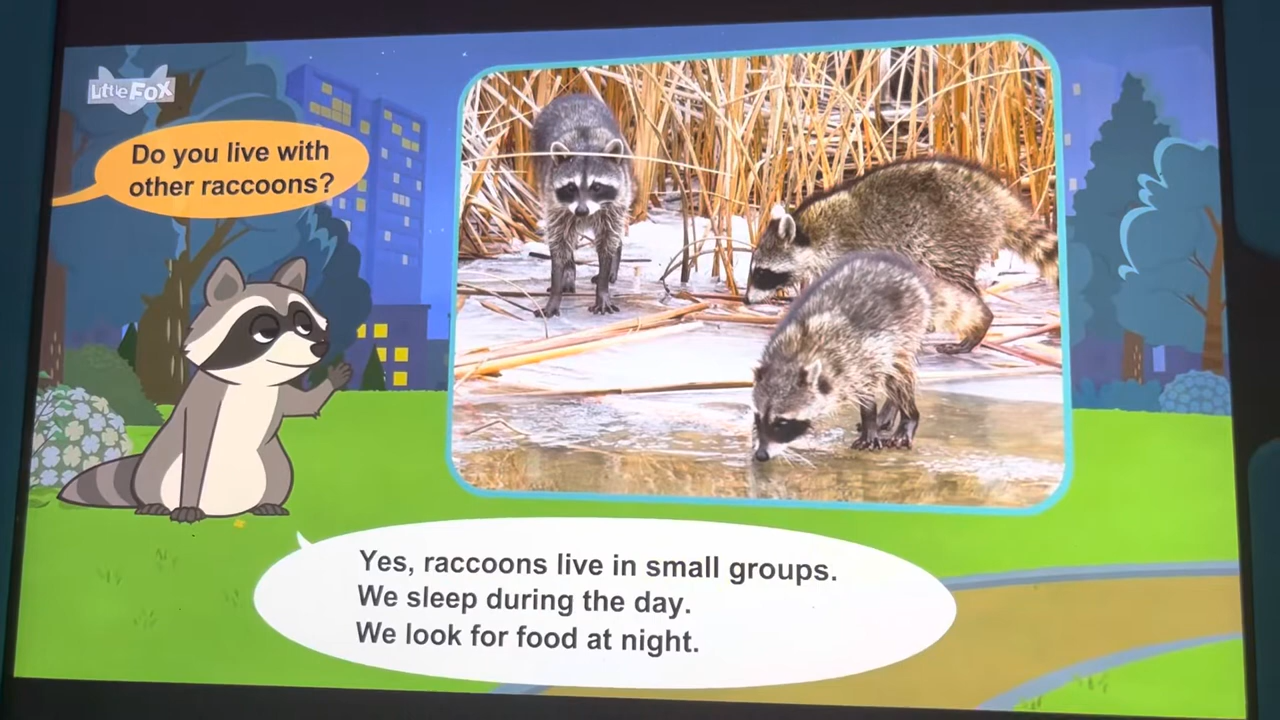 Little Fox
Do you live with
other raccoons?
Yes, raccoons live in small groups.
We sleep during the day.
We look for food at night.